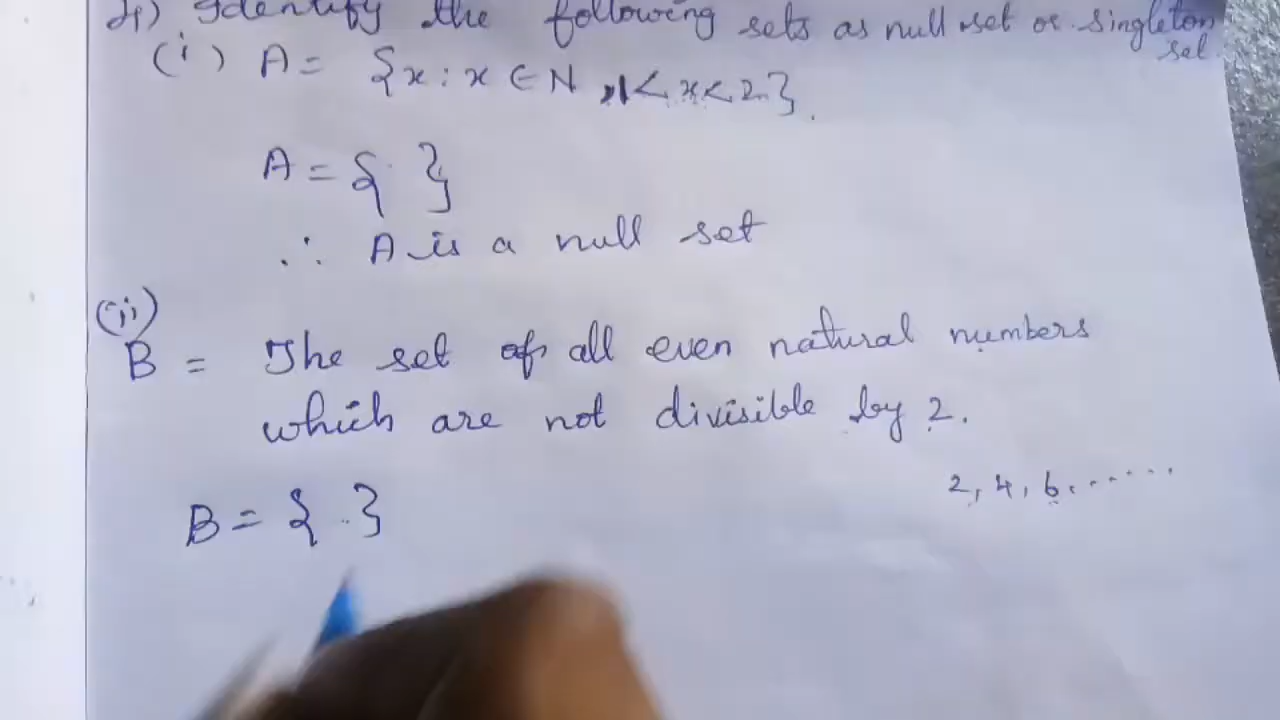 4) Identify the following sets as null set or singleton
set.
(i) A = {x : x ∈ N, 1 < x < 2}.
A = { }
∴ A is a null set
(ii)
B = The set of all even natural numbers
which are not divisible by 2.
2, 4, 6, ......
B = { }